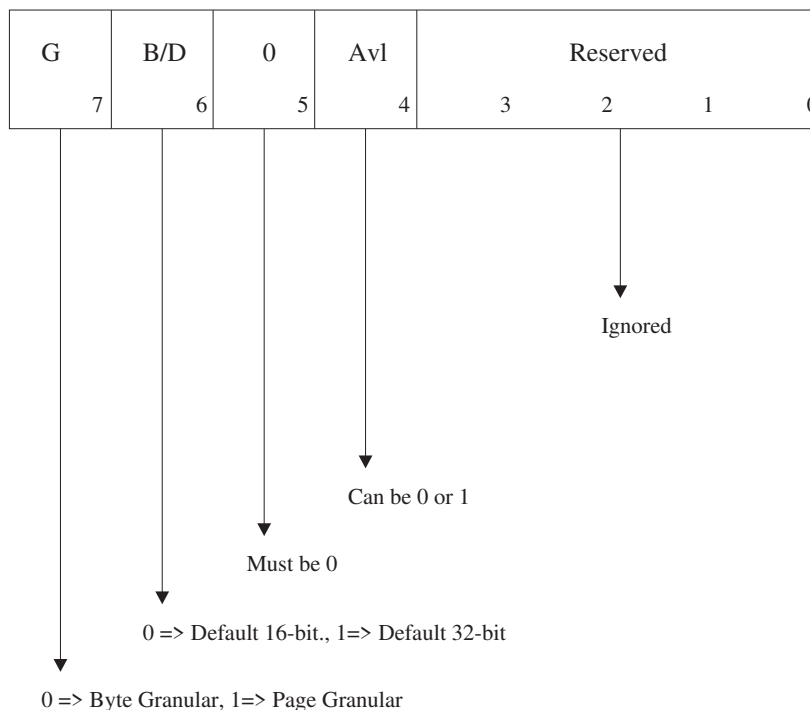 G B/D 0 Avl Reserved
7 6 5 4 3 2 1 0
Ignored
Can be 0 or 1
Must be 0
0 => Default 16-bit., 1=> Default 32-bit
0 => Byte Granular, 1=> Page Granular